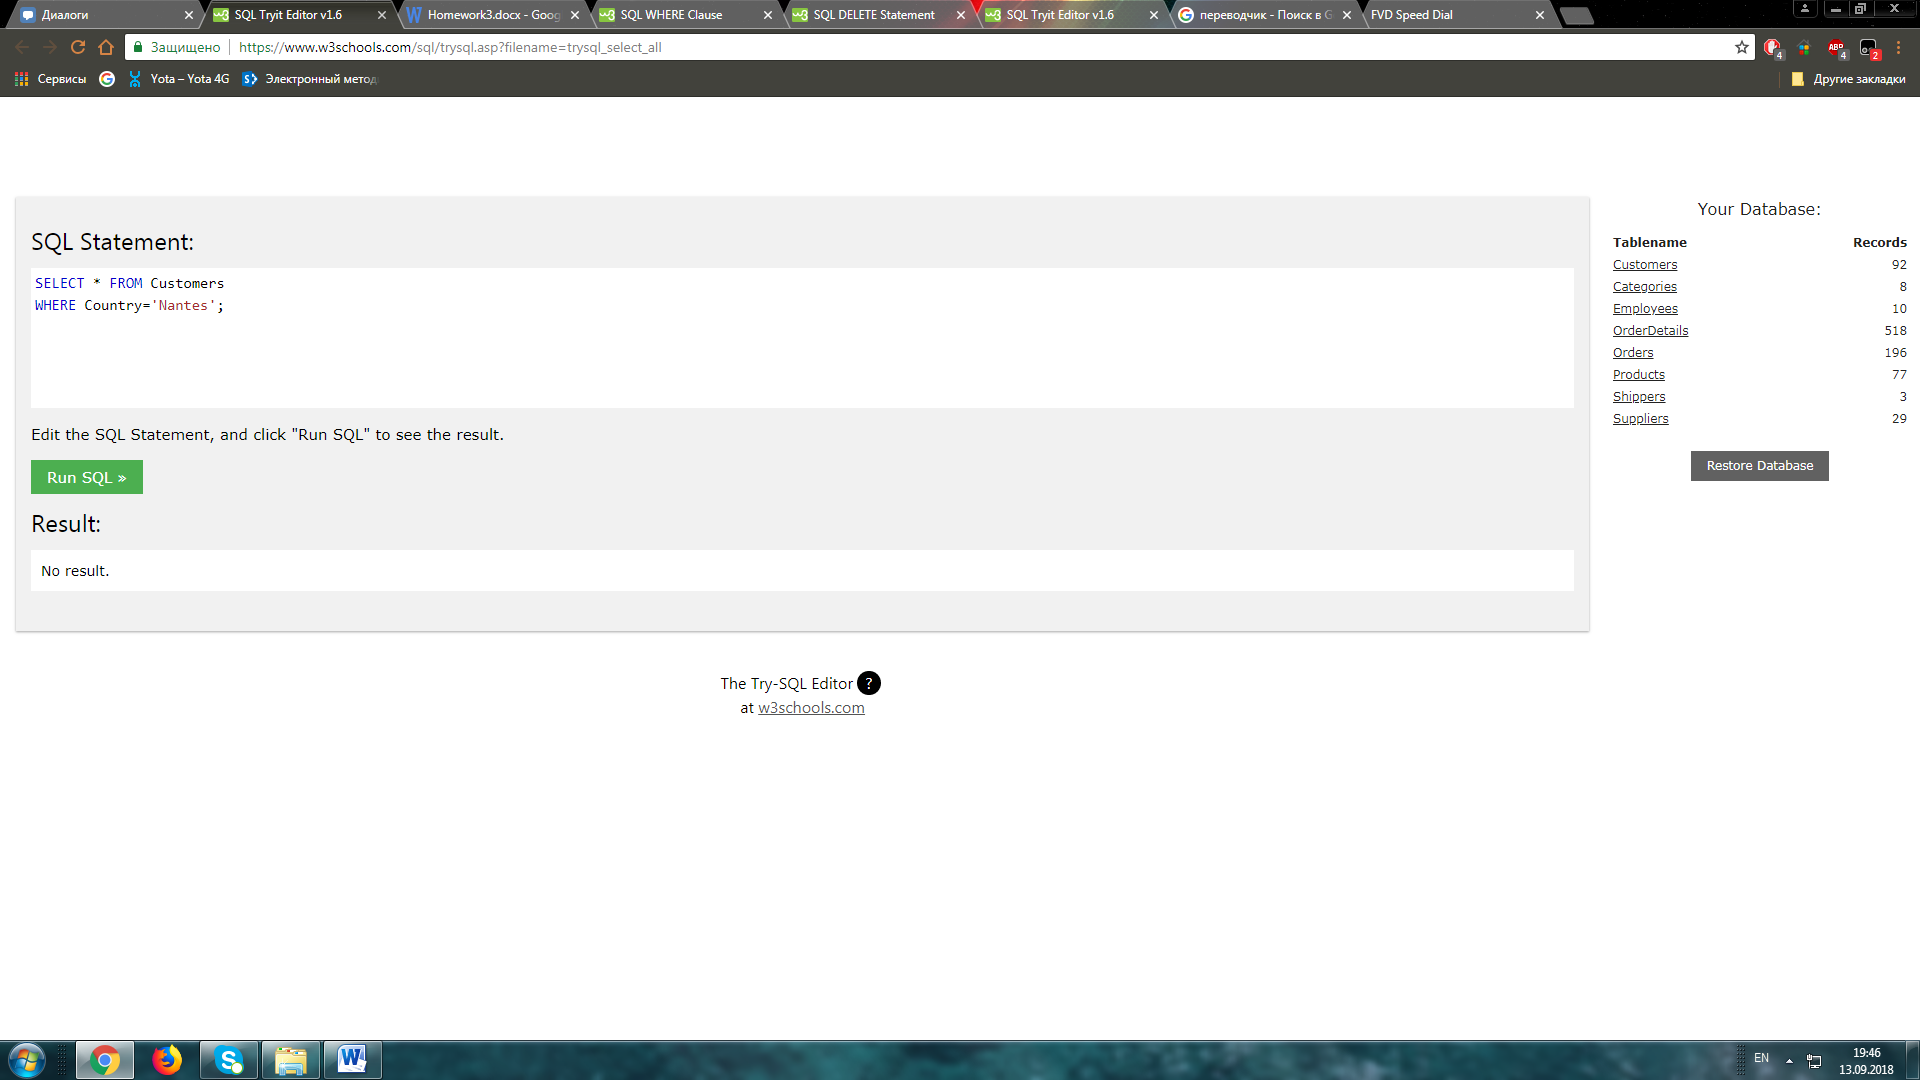 Диалоги
SQL Tryit Editor v1.6
Homework3.docx - Goog
SQL WHERE Clause
SQL DELETE Statement
SQL Tryit Editor v1.6
переводчик - Поиск в G
FVD Speed Dial
Защищено
https://www.w3schools.com/sql/trysql.asp?filename=trysql_select_all
4
ABP
4
2
Сервисы
Yota – Yota 4G
Электронный метод
Другие закладки
SQL Statement:
SELECT * FROM Customers
WHERE Country='Nantes';
Edit the SQL Statement, and click "Run SQL" to see the result.
Run SQL »
Result:
No result.
Your Database:
Tablename Records
Customers 92
Categories 8
Employees 10
OrderDetails 518
Orders 196
Products 77
Shippers 3
Suppliers 29
Restore Database
The Try-SQL Editor ?
at w3schools.com
EN
19:46
13.09.2018